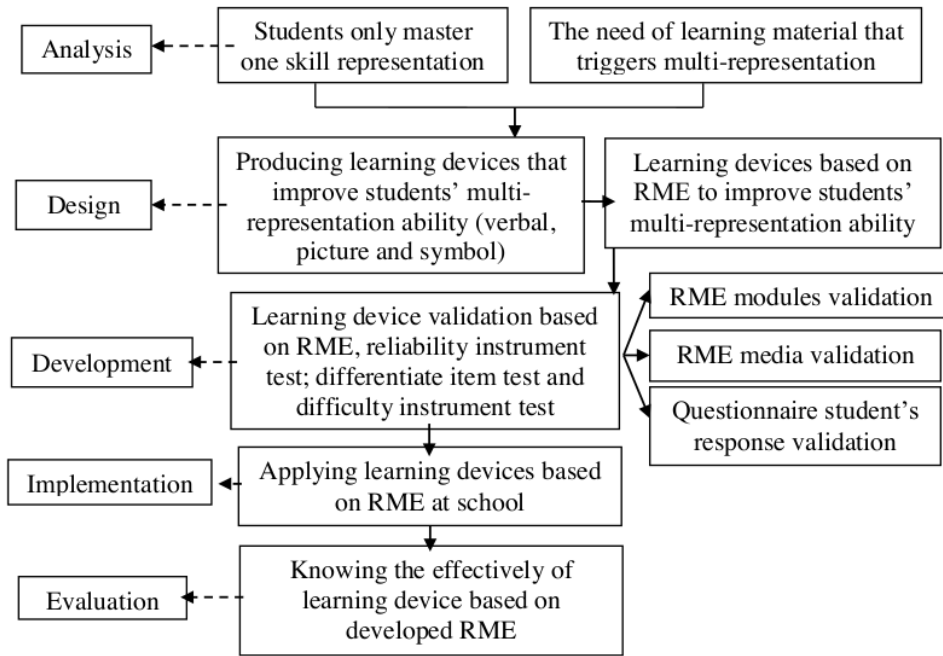 Analysis
Students only master
one skill representation
The need of learning material that
triggers multi-representation
Design
Producing learning devices that
improve students’ multi-
representation ability (verbal,
picture and symbol)
Learning devices based on
RME to improve students’
multi-representation ability
Development
Learning device validation based
on RME, reliability instrument
test; differentiate item test and
difficulty instrument test
RME modules validation
RME media validation
Questionnaire student’s
response validation
Implementation
Applying learning devices based
on RME at school
Evaluation
Knowing the effectively of
learning device based on
developed RME